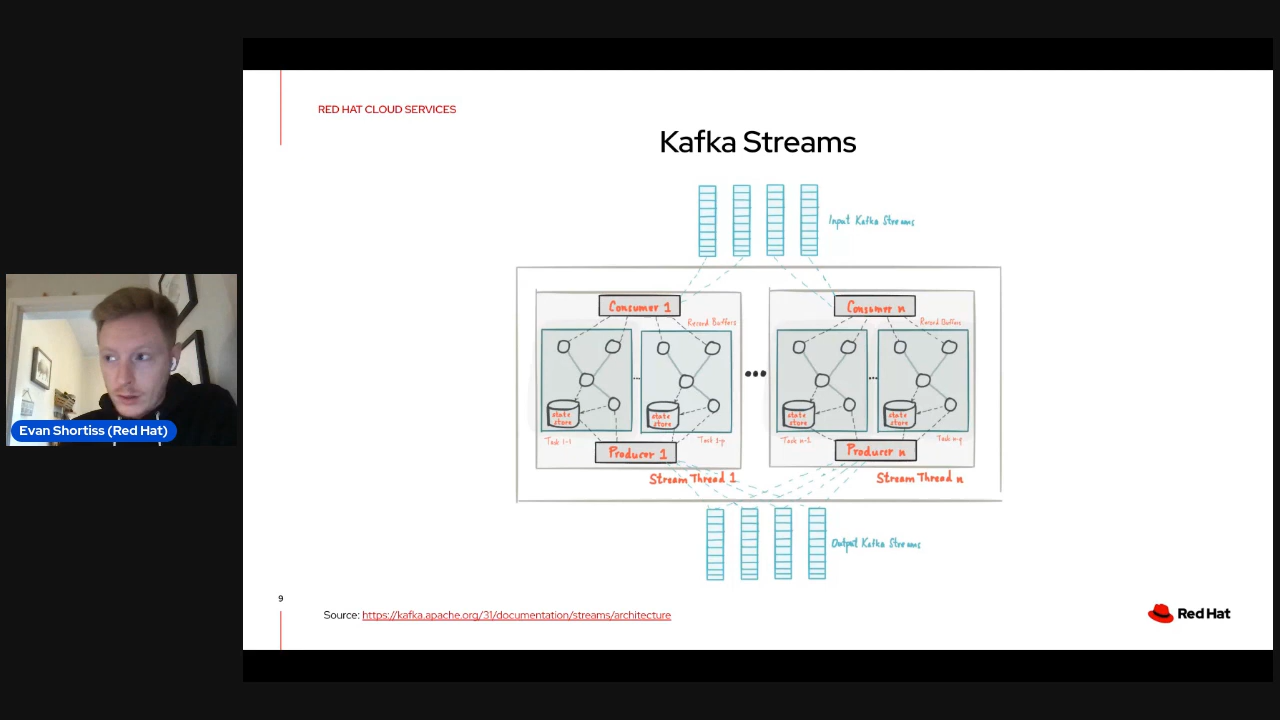 RED HAT CLOUD SERVICES
Kafka Streams
Input Kafka Streams
Consumer 1
Consumer n
Record Buffers
Record Buffers
...
...
...
state store
state store
state store
state store
Task 1-1
Task 1-p
Task n-1
Task n-q
Producer 1
Producer n
Stream Thread 1
Stream Thread n
Output Kafka Streams
Evan Shortiss (Red Hat)
9
Source: https://kafka.apache.org/31/documentation/streams/architecture
Red Hat